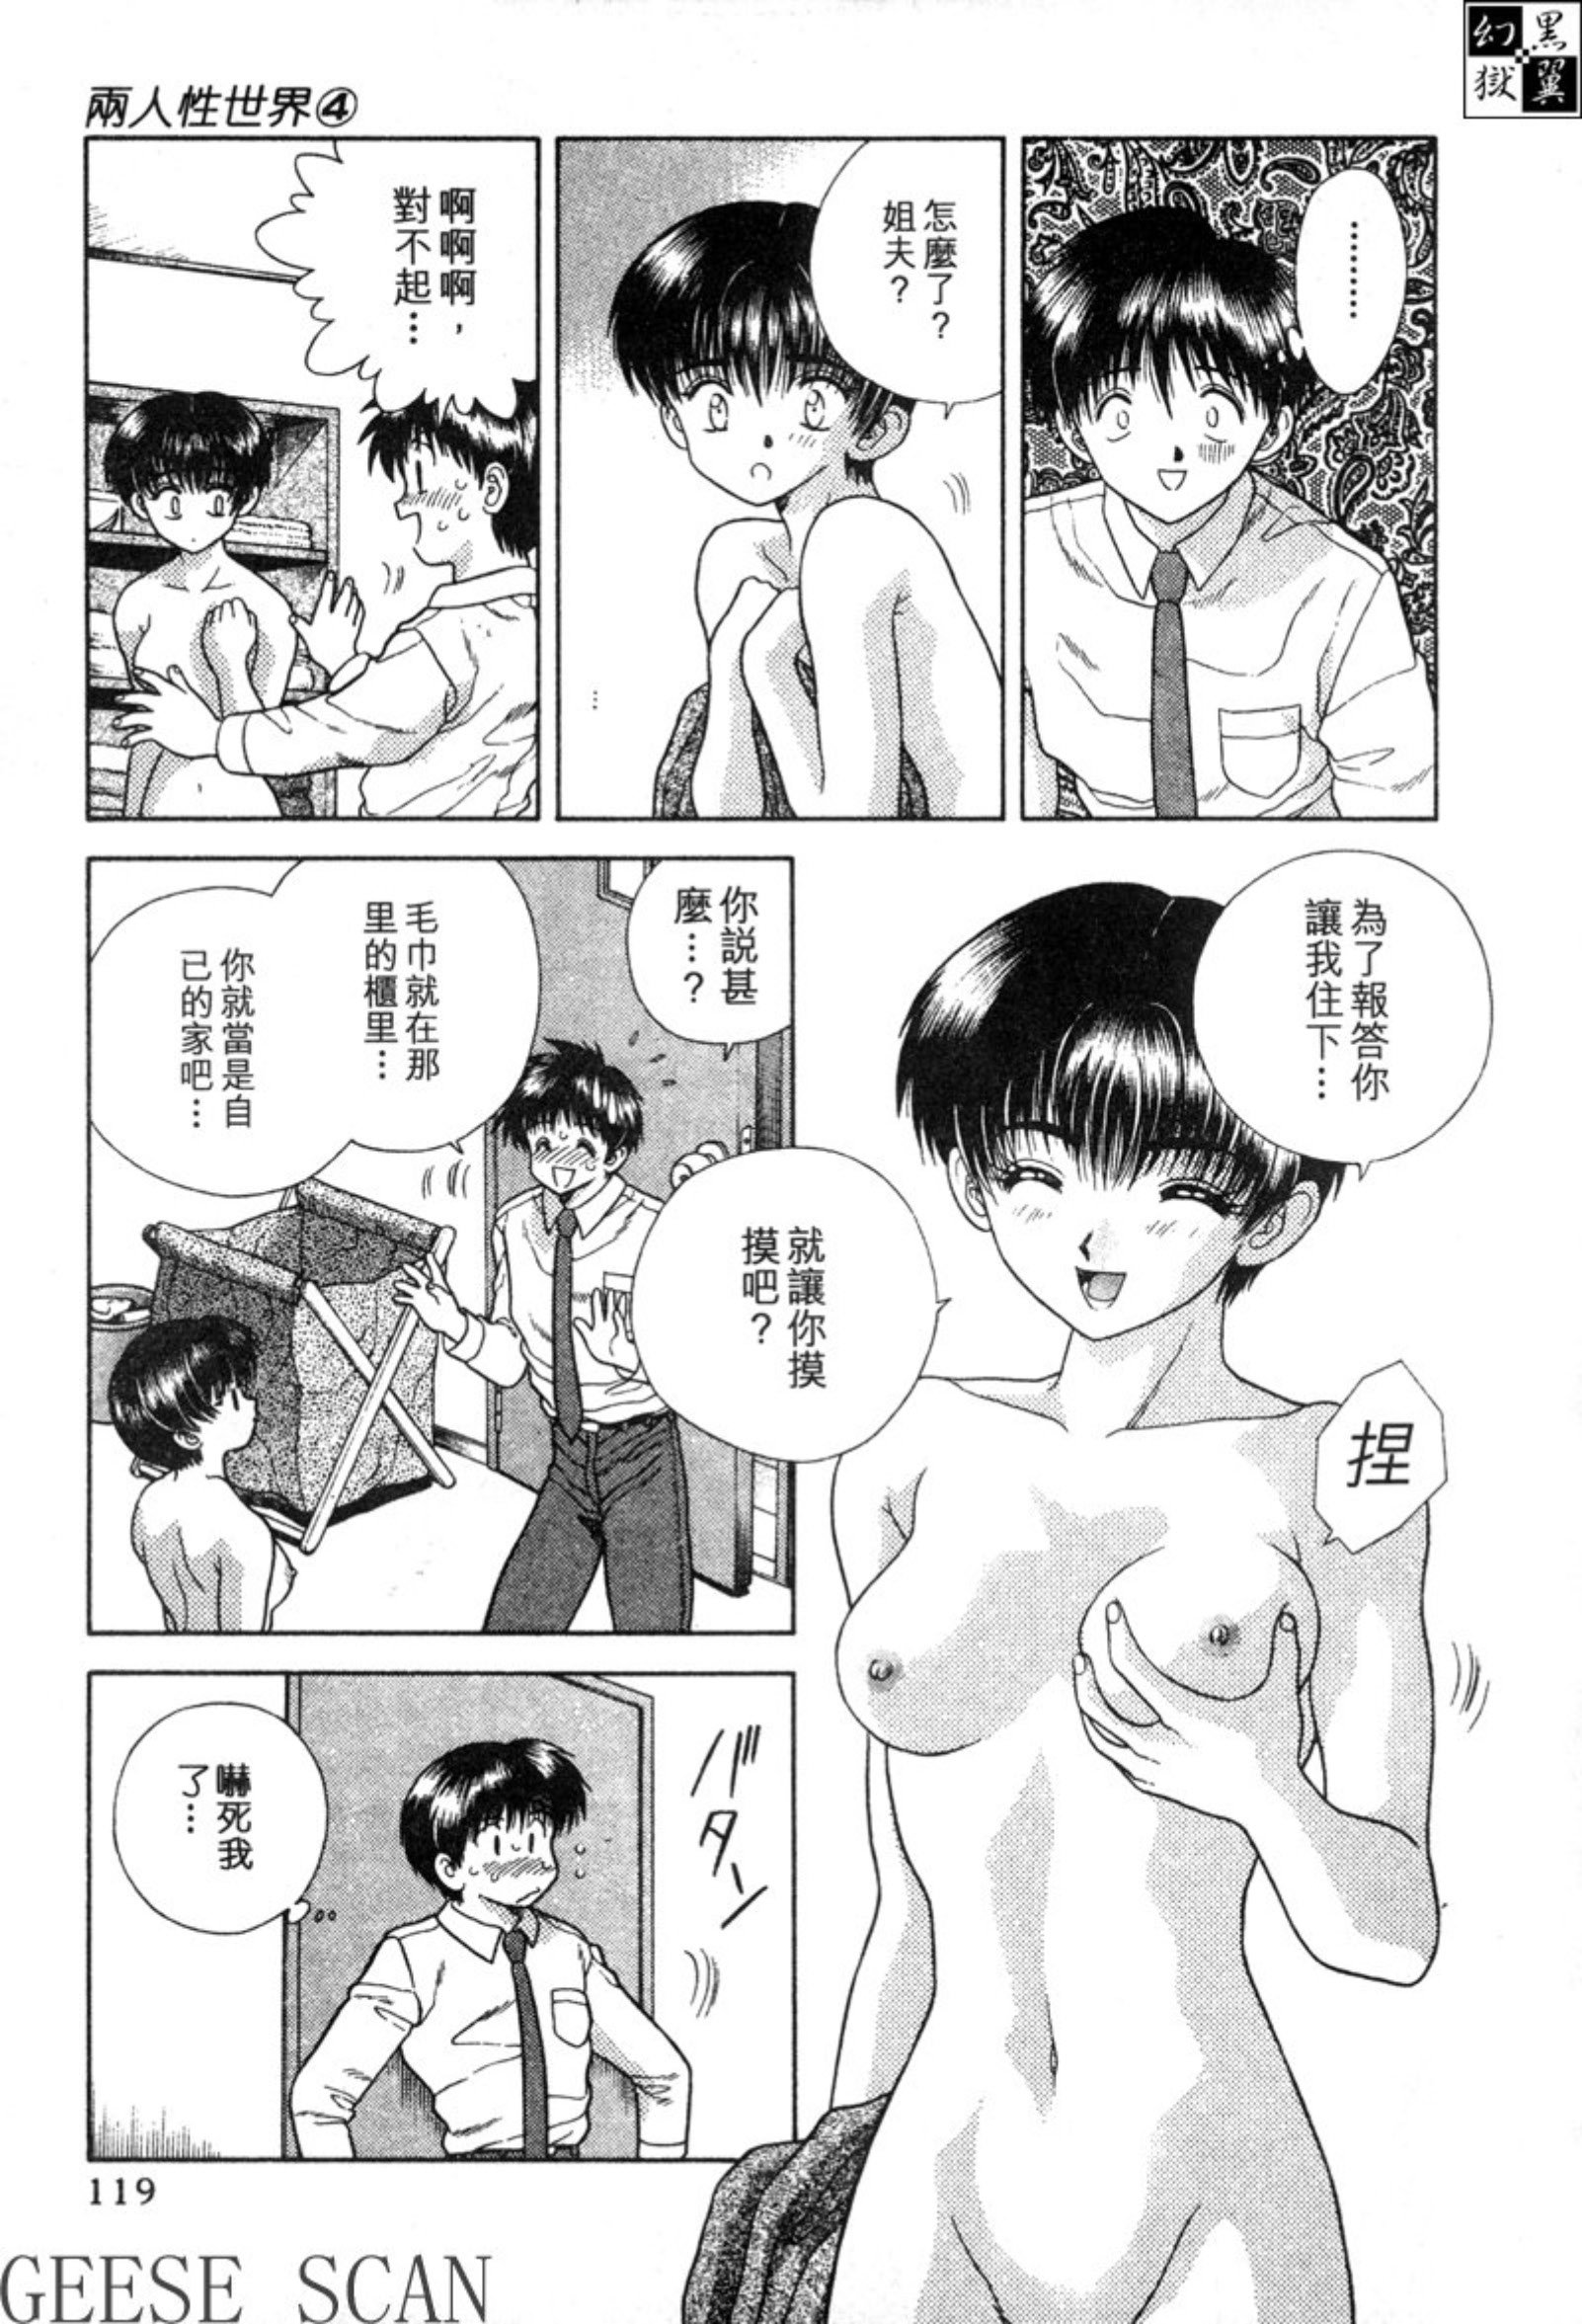 黑翼
幻獄
兩人性世界④
………
怎麼了？
姐夫？
啊啊啊，
對不起…
為了報答你
讓我住下…
捏
就讓你摸
摸吧？
你說甚
麼…？
毛巾就在那
里的櫃里…
你就當是自
已的家吧…
バタン
嚇死我
了…
119
GEESE SCAN